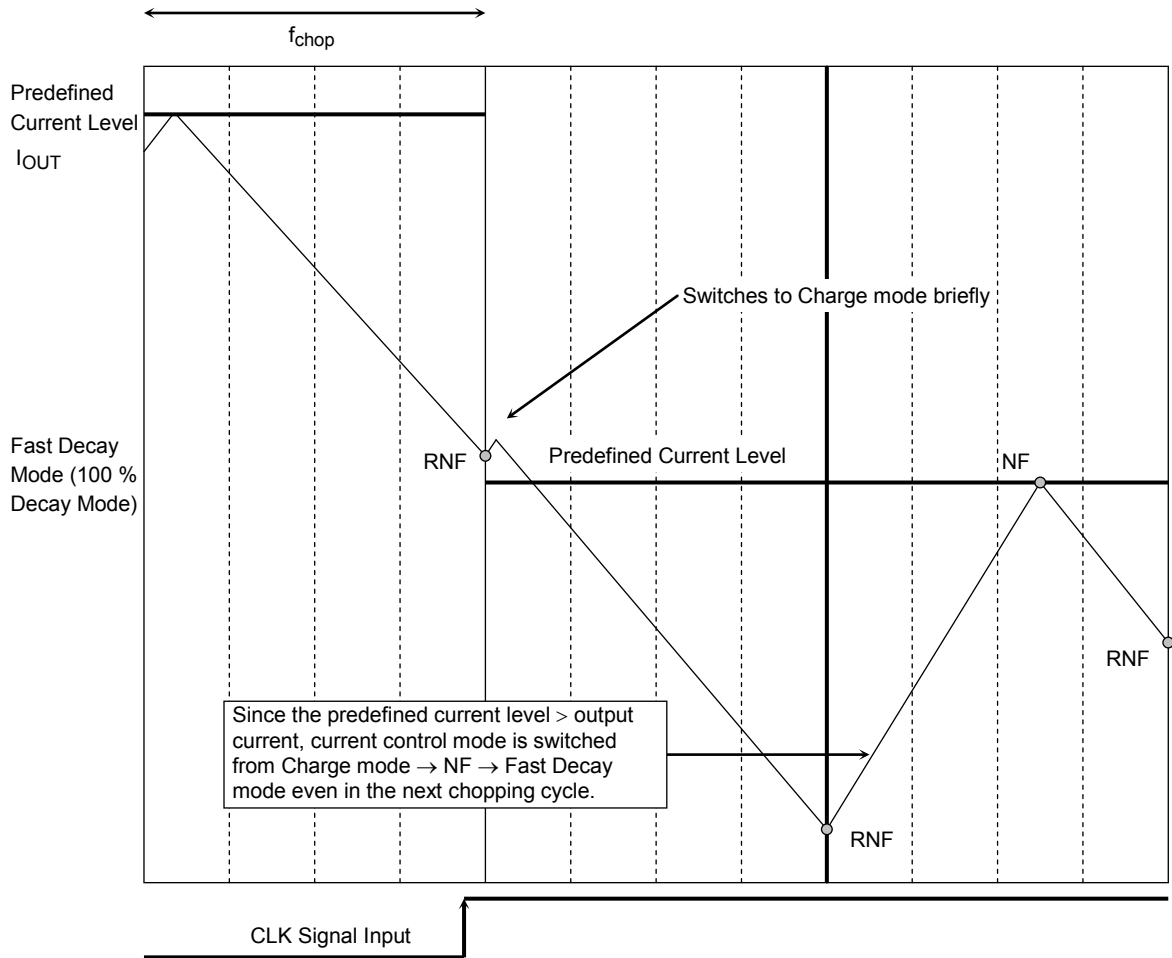 fchop
Predefined
Current Level
IOUT
Switches to Charge mode briefly
Fast Decay
Mode (100 %
Decay Mode)
RNF
Predefined Current Level
NF
RNF
Since the predefined current level > output
current, current control mode is switched
from Charge mode → NF → Fast Decay
mode even in the next chopping cycle.
RNF
CLK Signal Input